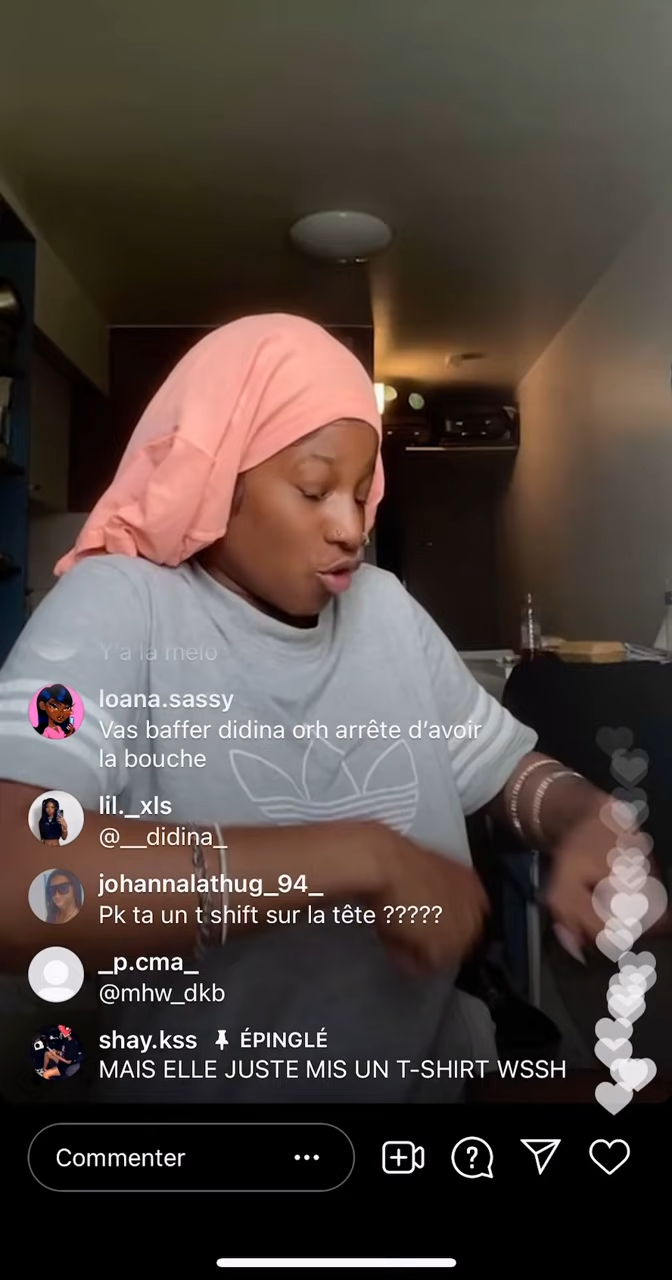 Y'a la melo
loana.sassy
Vas baffer didina orh arrête d’avoir
la bouche
lil._xls
@__didina_
johannalathug_94_
Pk ta un t shift sur la tête ?????
_p.cma_
@mhw_dkb
shay.kss ÉPINGLÉ
MAIS ELLE JUSTE MIS UN T-SHIRT WSSH
Commenter